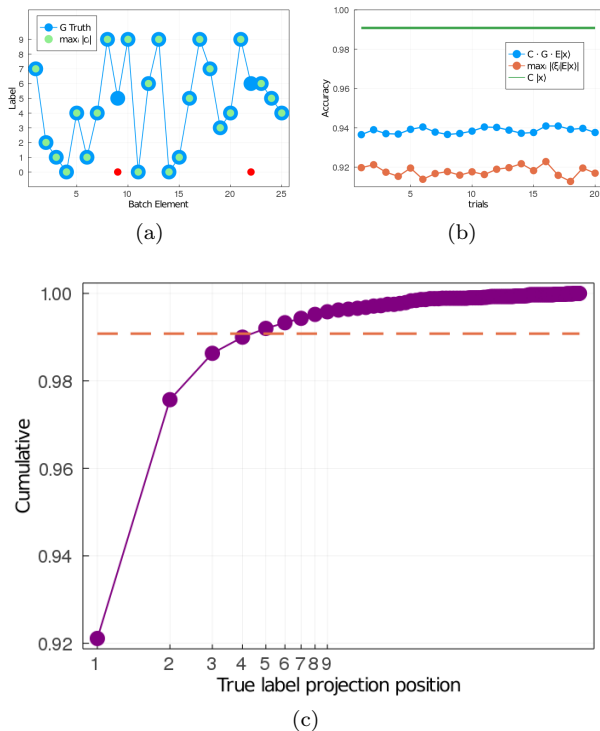 G Truth
maxᵢ |cᵢ|
9
8
7
6
5
4
3
2
1
0
Label
5
10
15
20
25
Batch Element
(a)
1.00
0.98
0.96
0.94
0.92
Accuracy
C · G · E|x⟩
maxᵢ |⟨ξᵢ|E|x⟩|
C |x⟩
5
10
15
20
trials
(b)
1.00
0.98
0.96
0.94
0.92
Cumulative
1
2
3
4
5
6
7
8
9
True label projection position
(c)